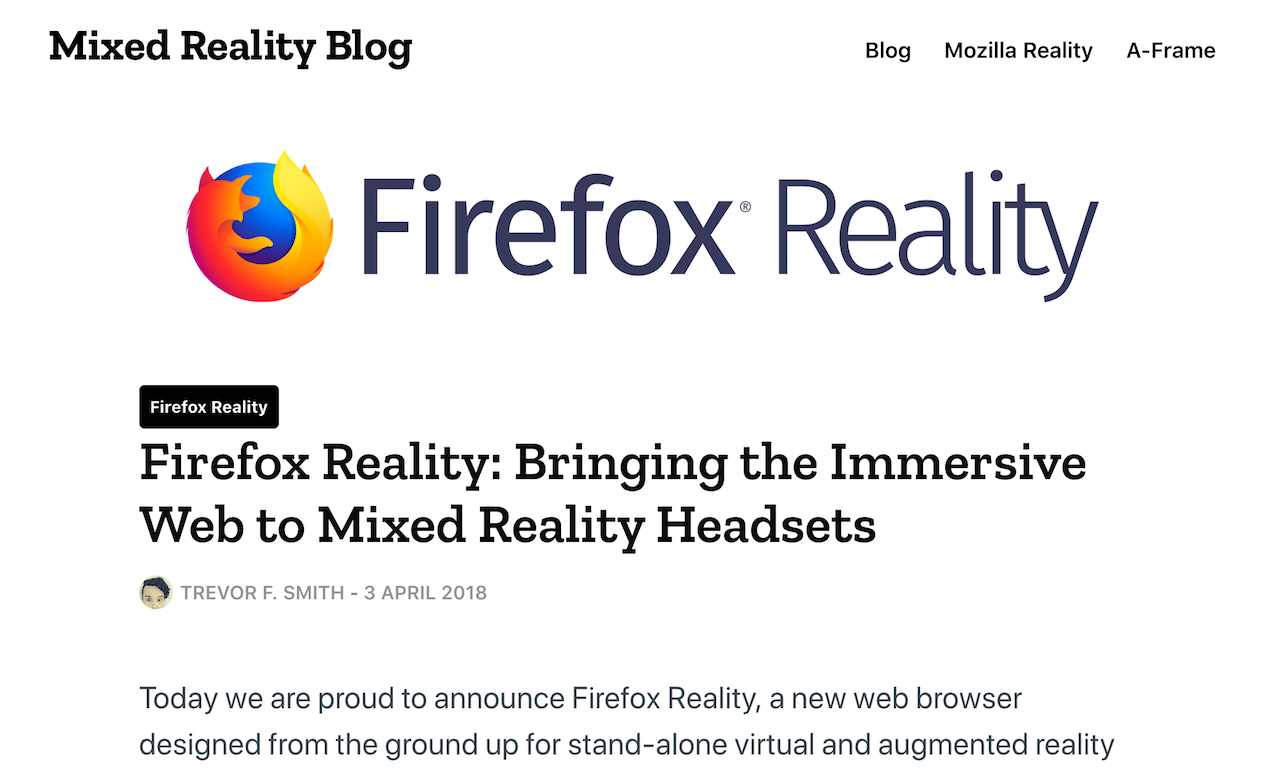 Mixed Reality Blog
Blog Mozilla Reality A-Frame
Firefox® Reality
Firefox Reality
Firefox Reality: Bringing the Immersive
Web to Mixed Reality Headsets
TREVOR F. SMITH - 3 APRIL 2018
Today we are proud to announce Firefox Reality, a new web browser
designed from the ground up for stand-alone virtual and augmented reality